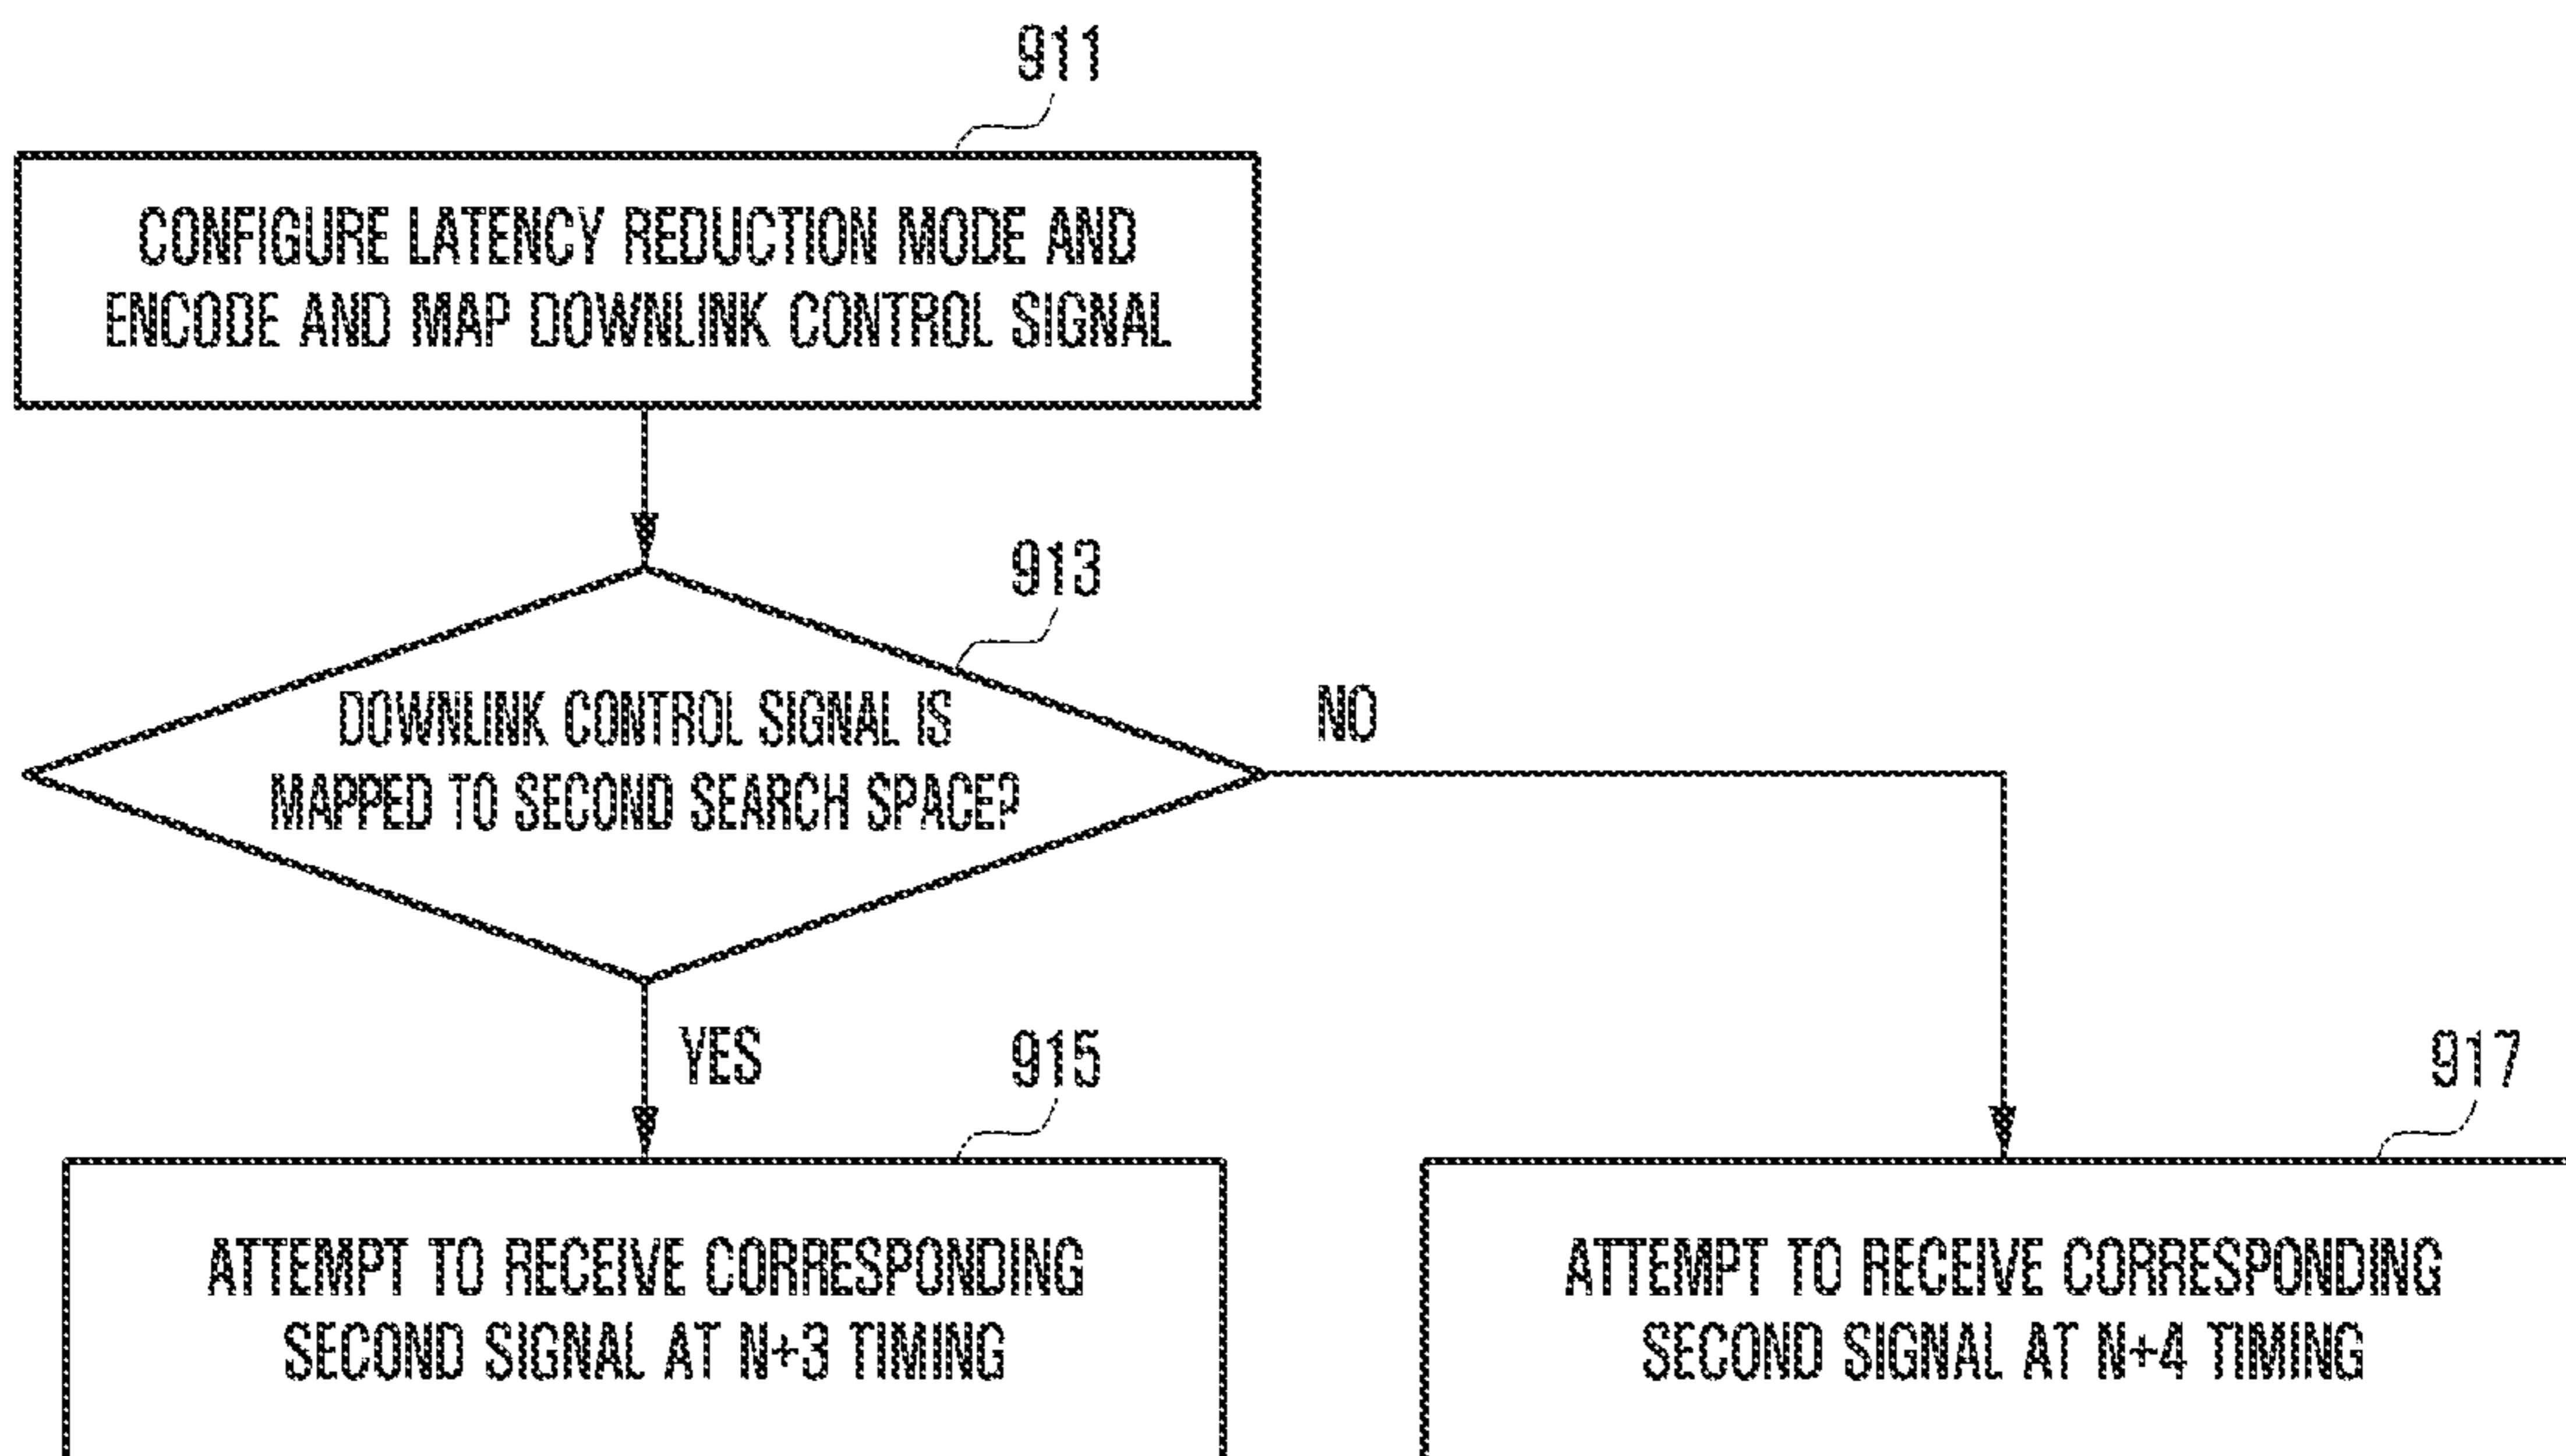 911
CONFIGURE LATENCY REDUCTION MODE AND
ENCODE AND MAP DOWNLINK CONTROL SIGNAL
913
DOWNLINK CONTROL SIGNAL IS
MAPPED TO SECOND SEARCH SPACE?
NO
YES
915
917
ATTEMPT TO RECEIVE CORRESPONDING
SECOND SIGNAL AT N+3 TIMING
ATTEMPT TO RECEIVE CORRESPONDING
SECOND SIGNAL AT N+4 TIMING